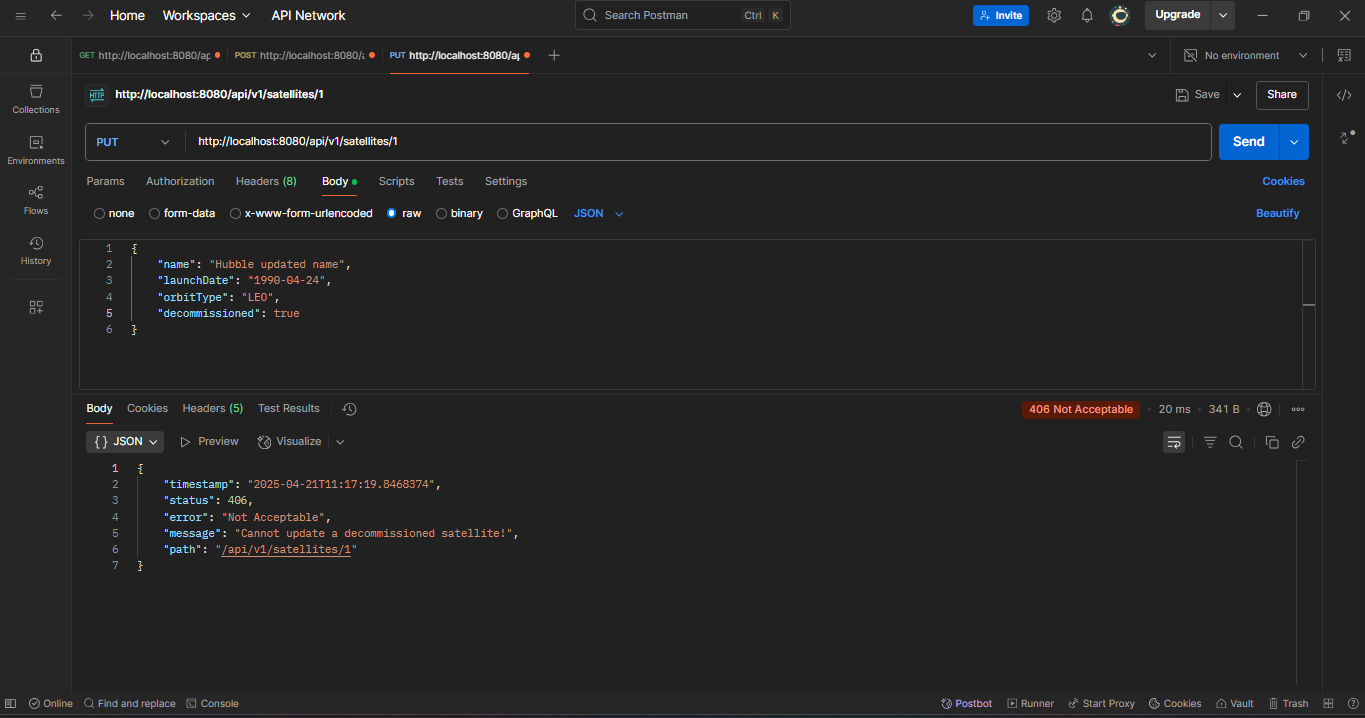 Home Workspaces API Network Search Postman Ctrl K Invite Upgrade
GET http://localhost:8080/ap POST http://localhost:8080/a PUT http://localhost:8080/ap No environment
HTTP http://localhost:8080/api/v1/satellites/1 Save Share
Collections
PUT http://localhost:8080/api/v1/satellites/1 Send
Environments
Params Authorization Headers (8) Body Scripts Tests Settings Cookies
Flows
none form-data x-www-form-urlencoded raw binary GraphQL JSON Beautify
History
1 {
2 "name": "Hubble updated name",
3 "launchDate": "1990-04-24",
4 "orbitType": "LEO",
5 "decommissioned": true
6 }
Body Cookies Headers (5) Test Results 406 Not Acceptable 20 ms 341 B
{} JSON Preview Visualize
1 {
2 "timestamp": "2025-04-21T11:17:19.8468374",
3 "status": 406,
4 "error": "Not Acceptable",
5 "message": "Cannot update a decommissioned satellite!",
6 "path": "/api/v1/satellites/1"
7 }
Online Find and replace Console Postbot Runner Start Proxy Cookies Vault Trash